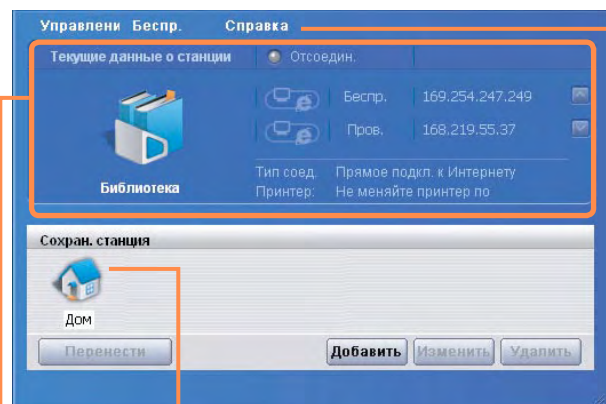 Управлени Беспр. Справка
Текущие данные о станции Отсоедин.
Беспр. 169.254.247.249
Пров. 168.219.55.37
Библиотека
Тип соед. Прямое подкл. к Интернету
Принтер: Не меняйте принтер по
Сохран. станция
Дом
Перенести Добавить Изменить Удалить